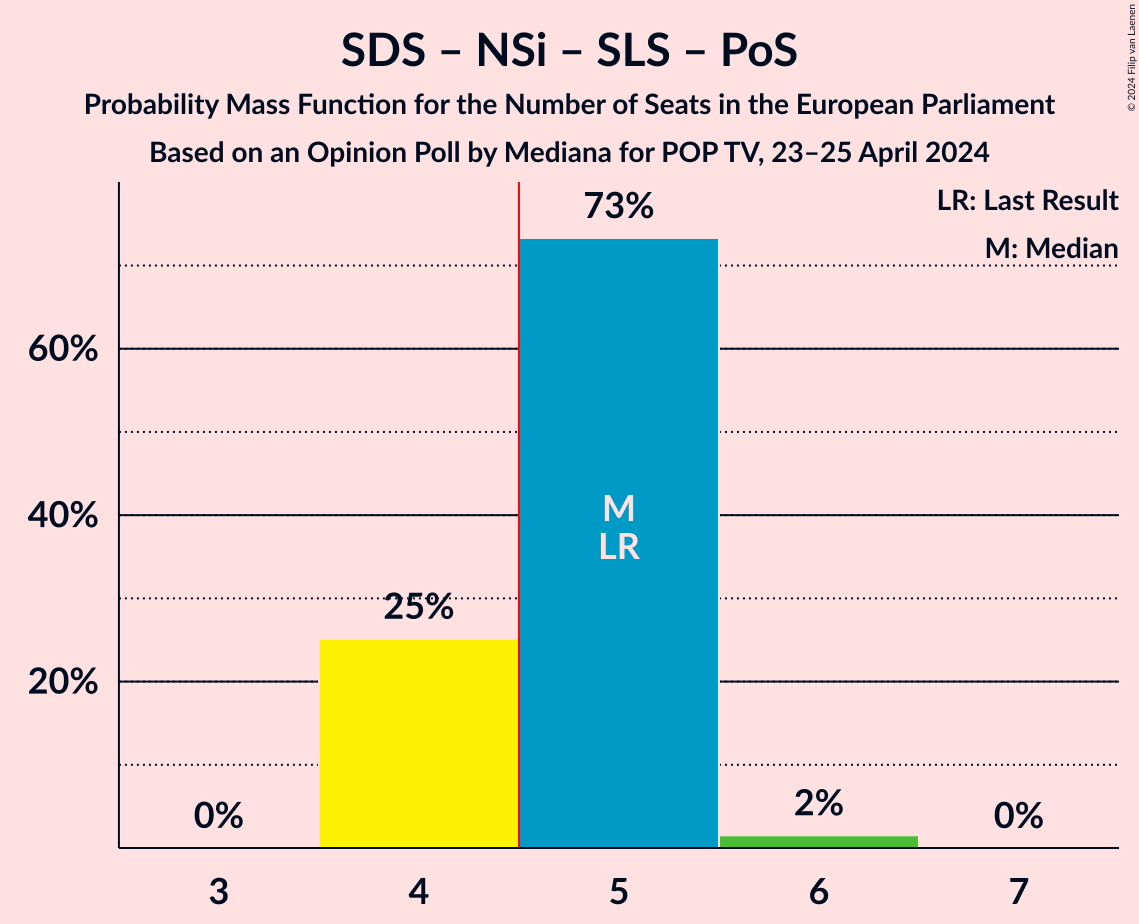 SDS – NSi – SLS – PoS
Probability Mass Function for the Number of Seats in the European Parliament
Based on an Opinion Poll by Mediana for POP TV, 23–25 April 2024
© 2024 Filip van Laenen
LR: Last Result
M: Median
73%
60%
40%
20%
M
LR
25%
0%
2%
0%
3
4
5
6
7